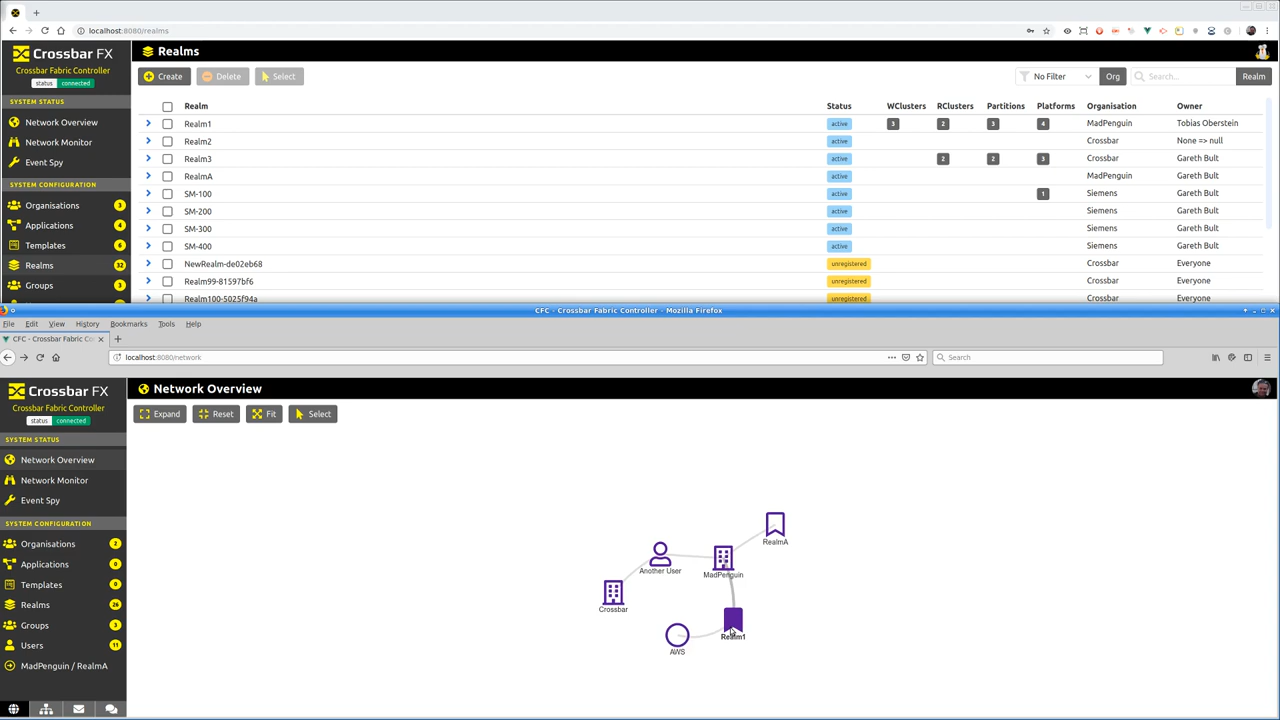 localhost:8080/realms
Crossbar FX
Crossbar Fabric Controller
status connected
SYSTEM STATUS
Network Overview
Network Monitor
Event Spy
SYSTEM CONFIGURATION
Organisations 3
Applications 4
Templates 6
Realms 32
Groups 3
Realms
Create Delete Select No Filter Org Search... Realm
Realm Status WClusters RClusters Partitions Platforms Organisation Owner
Realm1 active 3 2 3 4 MadPenguin Tobias Oberstein
Realm2 active Crossbar None => null
Realm3 active 2 2 3 Crossbar Gareth Bult
RealmA active MadPenguin Gareth Bult
SM-100 active 1 Siemens Gareth Bult
SM-200 active Siemens Gareth Bult
SM-300 active Siemens Gareth Bult
SM-400 active Siemens Gareth Bult
NewRealm-de02eb68 unregistered Crossbar Everyone
Realm99-81597bf6 unregistered Crossbar Everyone
Realm100-5025f94a unregistered Crossbar Everyone
CFC - Crossbar Fabric Controller - Mozilla Firefox
File Edit View History Bookmarks Tools Help
CFC - Crossbar Fabric Co
localhost:8080/network Search
Crossbar FX
Crossbar Fabric Controller
status connected
SYSTEM STATUS
Network Overview
Network Monitor
Event Spy
SYSTEM CONFIGURATION
Organisations 2
Applications 0
Templates 0
Realms 26
Groups 3
Users 11
MadPenguin / RealmA
Network Overview
Expand Reset Fit Select
RealmA
Another User
MadPenguin
Crossbar
Realm1
AWS